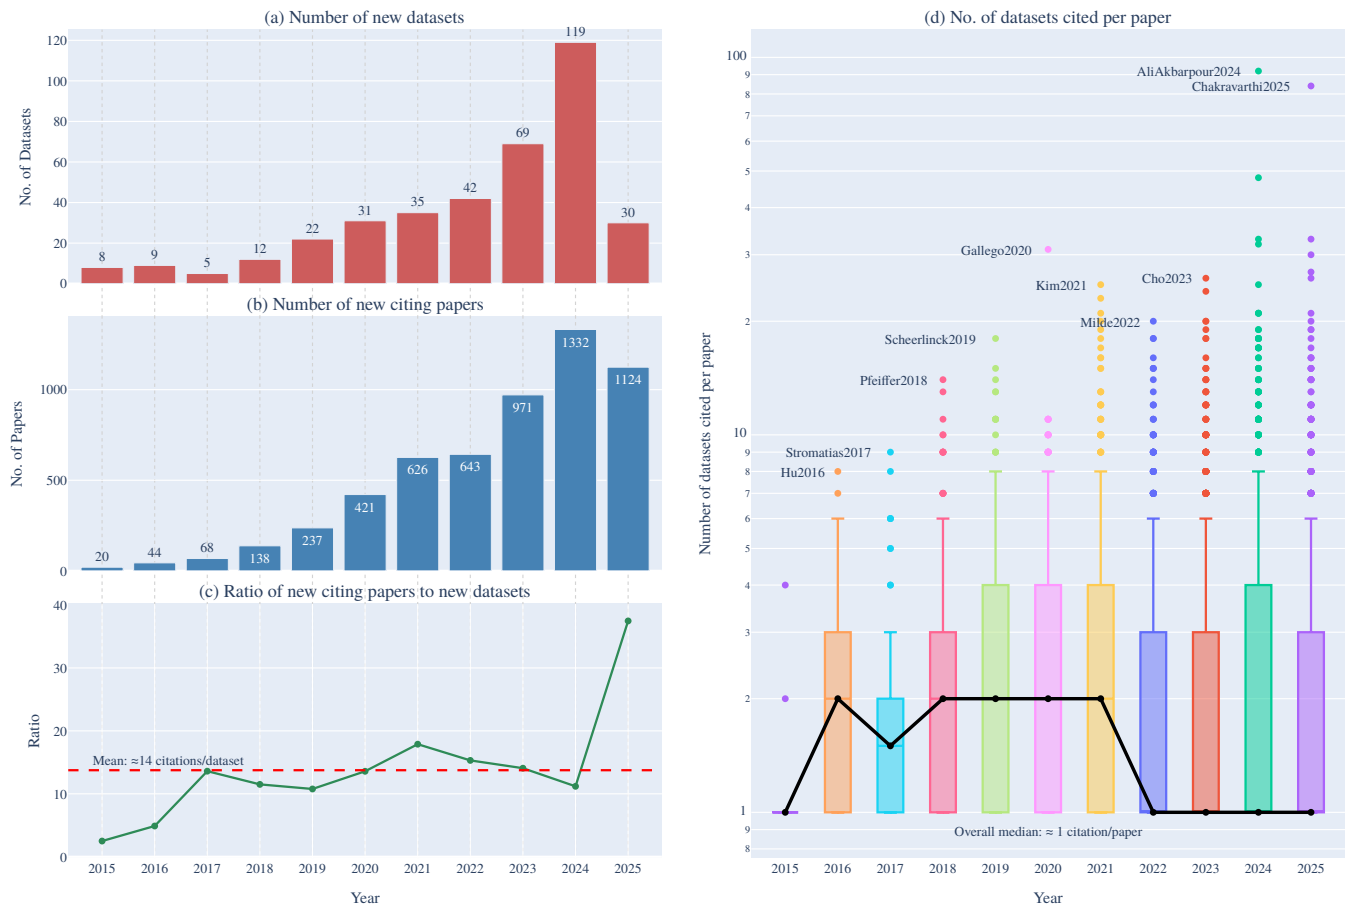 (a) Number of new datasets
No. of Datasets
120
100
80
60
40
20
0
8
9
5
12
22
31
35
42
69
119
30
(b) Number of new citing papers
No. of Papers
1000
500
0
20
44
68
138
237
421
626
643
971
1332
1124
(c) Ratio of new citing papers to new datasets
Ratio
40
30
20
10
0
Mean: ≈14 citations/dataset
2015 2016 2017 2018 2019 2020 2021 2022 2023 2024 2025
Year
(d) No. of datasets cited per paper
Number of datasets cited per paper
100
9
8
7
6
5
4
3
2
10
9
8
7
6
5
4
3
2
1
9
8
AliAkbarpour2024
Chakravarthi2025
Gallego2020
Cho2023
Kim2021
Milde2022
Scheerlinck2019
Pfeiffer2018
Stromatias2017
Hu2016
Overall median: ≈ 1 citation/paper
2015 2016 2017 2018 2019 2020 2021 2022 2023 2024 2025
Year